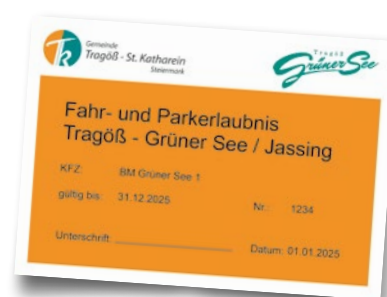 Gemeinde
Tragöß - St. Katharein
Steiermark
Tragöß
Grüner See
Fahr- und Parkerlaubnis
Tragöß - Grüner See / Jassing
KFZ: BM Grüner See 1
gültig bis: 31.12.2025 Nr.: 1234
Unterschrift Datum: 01.01.2025